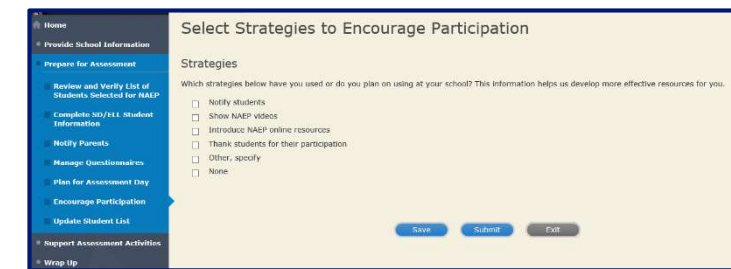 Home
Provide School Information
Prepare for Assessment
Review and Verify List of
Students Selected for NAEP
Complete SD/ELL Student
Information
Notify Parents
Manage Questionnaires
Plan for Assessment Day
Encourage Participation
Update Student List
Support Assessment Activities
Wrap Up
Select Strategies to Encourage Participation
Strategies
Which strategies below have you used or do you plan on using at your school? This information helps us develop more effective resources for you.
Notify students
Show NAEP videos
Introduce NAEP online resources
Thank students for their participation
Other, specify
None
Save
Submit
Exit